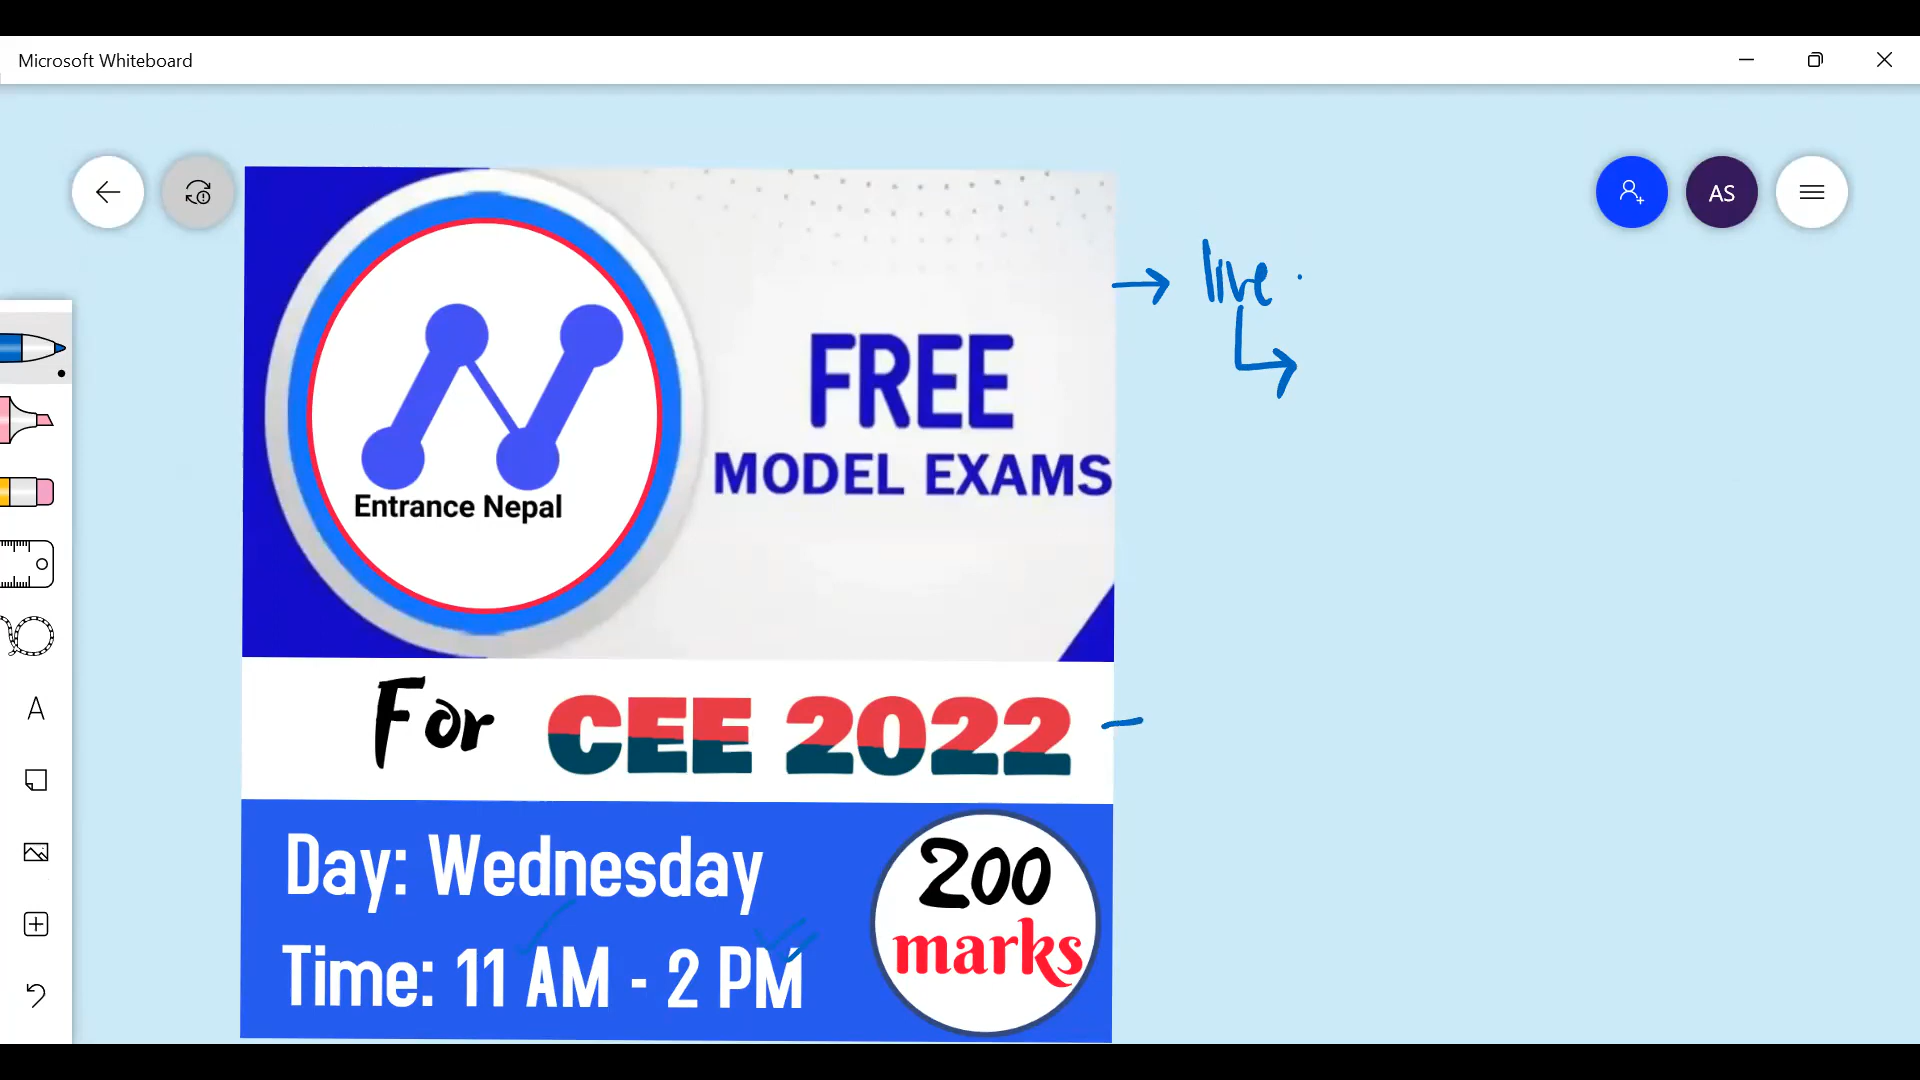 Microsoft Whiteboard
AS
live
FREE
MODEL EXAMS
Entrance Nepal
For CEE 2022
Day: Wednesday
Time: 11 AM - 2 PM
200
marks
A